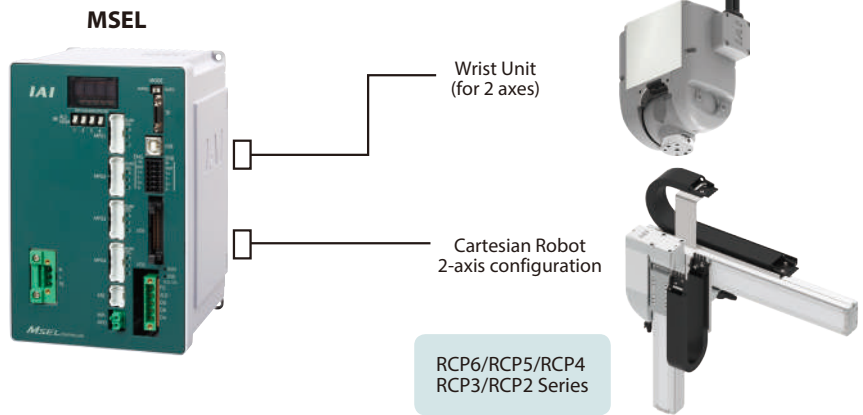 MSEL
IAI
MODE
Wrist Unit
(for 2 axes)
Cartesian Robot
2-axis configuration
MSEL
RCP6/RCP5/RCP4
RCP3/RCP2 Series